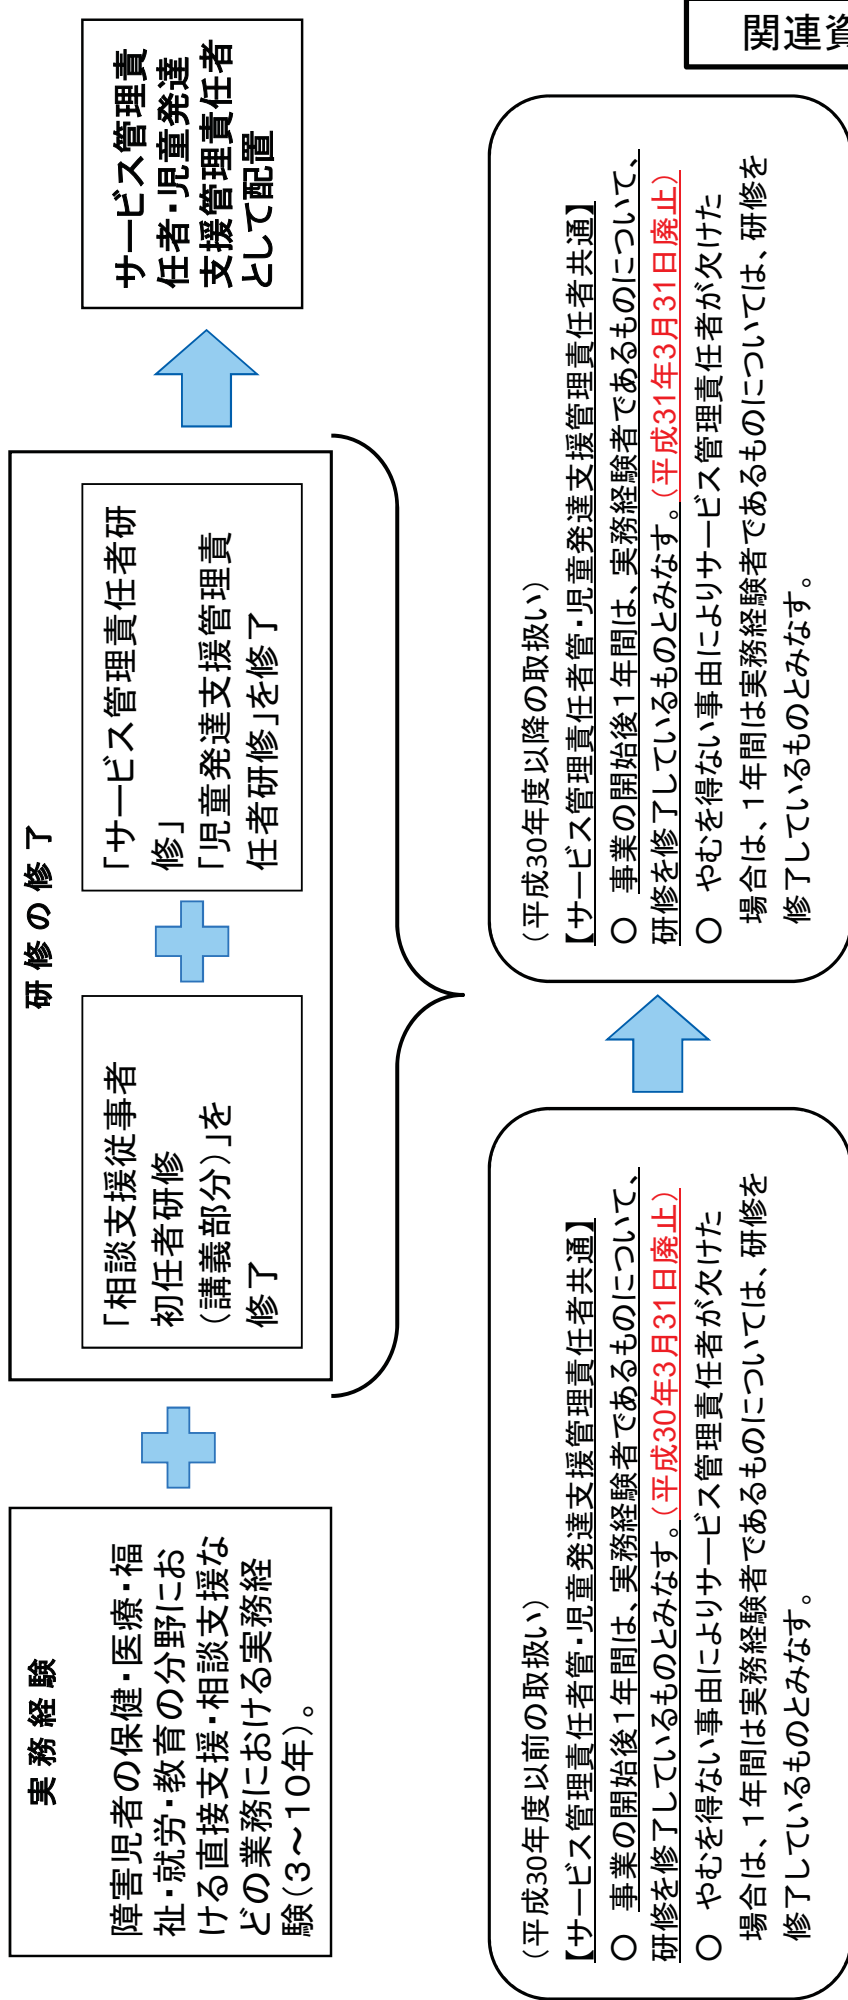 関連資
実務経験
障害児者の保健・医療・福
祉・就労・教育の分野にお
ける直接支援・相談支援な
どの業務における実務経
験(3～10年)。
研修の修了
「相談支援従事者
初任者研修
(講義部分)」を
修了
「サービス管理責任者研
修」
「児童発達支援管理責
任者研修」を修了
サービス管理責
任者・児童発達
支援管理責任者
として配置
(平成30年度以前の取扱い)
【サービス管理責任者管・児童発達支援管理責任者共通】
○ 事業の開始後1年間は、実務経験者であるものについて、
研修を修了しているものとみなす。(平成30年3月31日廃止)
○ やむを得ない事由によりサービス管理責任者が欠けた
場合は、1年間は実務経験者であるものについては、研修を
修了しているものとみなす。
(平成30年度以降の取扱い)
【サービス管理責任者管・児童発達支援管理責任者共通】
○ 事業の開始後1年間は、実務経験者であるものについて、
研修を修了しているものとみなす。(平成31年3月31日廃止)
○ やむを得ない事由によりサービス管理責任者が欠けた
場合は、1年間は実務経験者であるものについては、研修を
修了しているものとみなす。